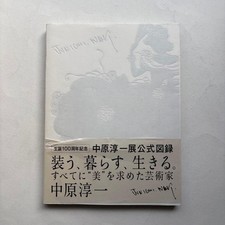 生誕100周年記念 中原淳一展公式図録
装う、暮らす、生きる。
すべてに“美”を求めた芸術家
中原淳一